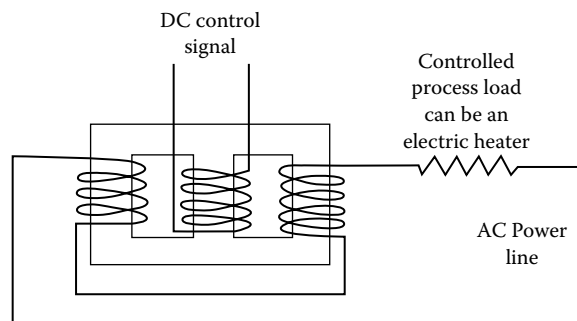 DC control
signal
Controlled
process load
can be an
electric heater
AC Power
line